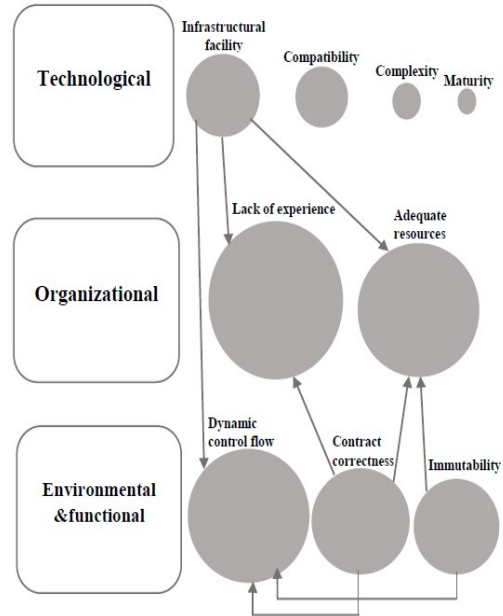 Technological
Infrastructural
facility
Compatibility
Complexity
Maturity
Organizational
Lack of experience
Adequate
resources
Environmental
&functional
Dynamic
control flow
Contract
correctness
Immutability